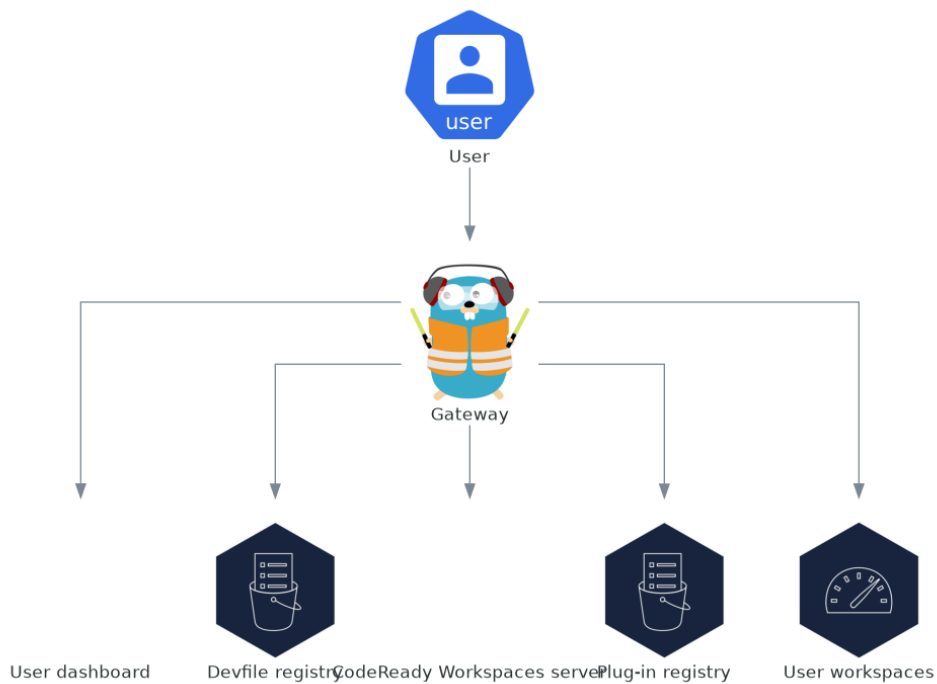 user
User
Gateway
User dashboard
Devfile registry
CodeReady Workspaces server
Plug-in registry
User workspaces